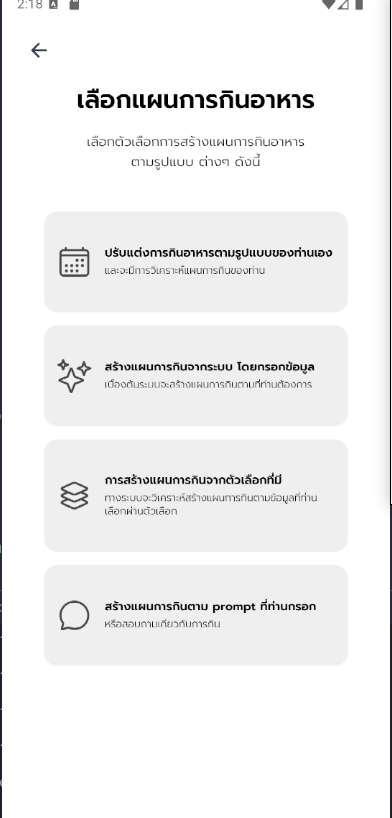 2:18
เลือกแผนการกินอาหาร
เลือกตัวเลือกการสร้างแผนการกินอาหาร
ตามรูปแบบ ต่างๆ ดังนี้
ปรับแต่งการกินอาหารตามรูปแบบของท่านเอง
และจะมีการวิเคราะห์แผนการกินของท่าน
สร้างแผนการกินจากระบบ โดยกรอกข้อมูล
เบื้องต้นระบบจะสร้างแผนการกินตามที่ท่านต้องการ
การสร้างแผนการกินจากตัวเลือกที่มี
ทางระบบจะวิเคราะห์สร้างแผนการกินตามข้อมูลที่ท่าน
เลือกผ่านตัวเลือก
สร้างแผนการกินตาม prompt ที่ท่านกรอก
หรือสอบถามเกี่ยวกับการกิน